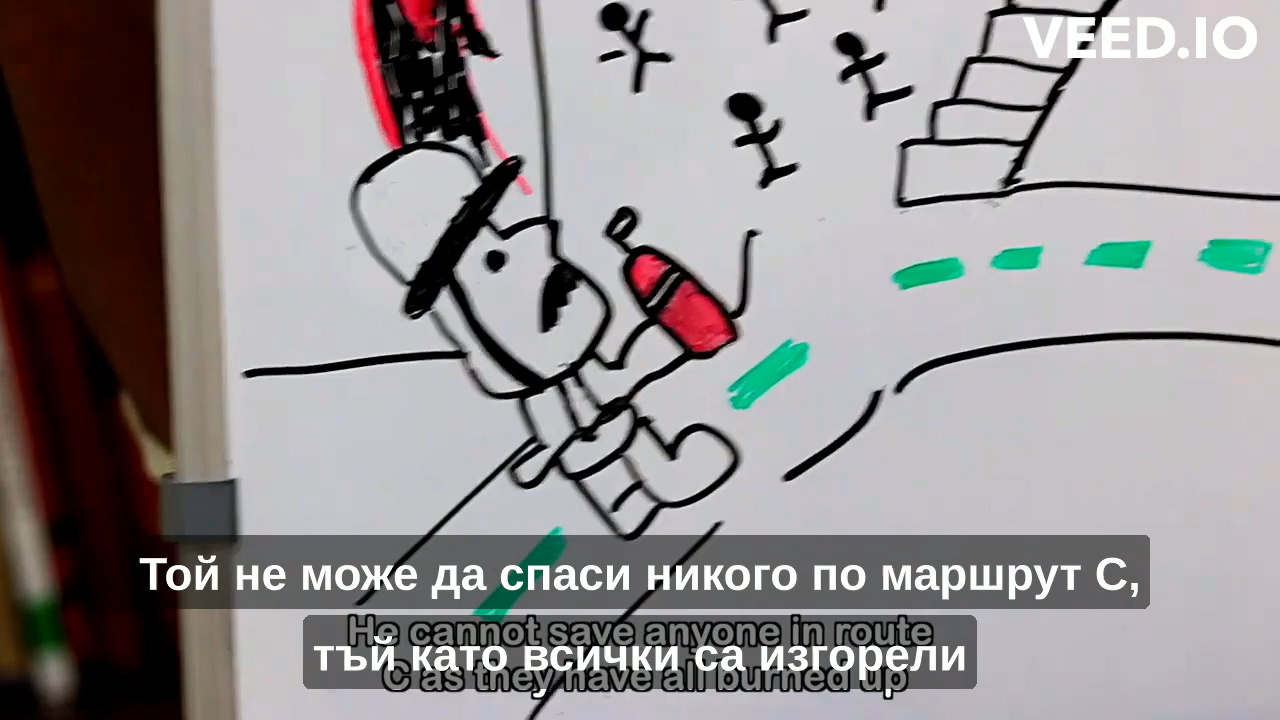 VEED.IO
Той не може да спаси никого по маршрут С,
He cannot save anyone in route
тъй като всички са изгорели
C as they have all burned up